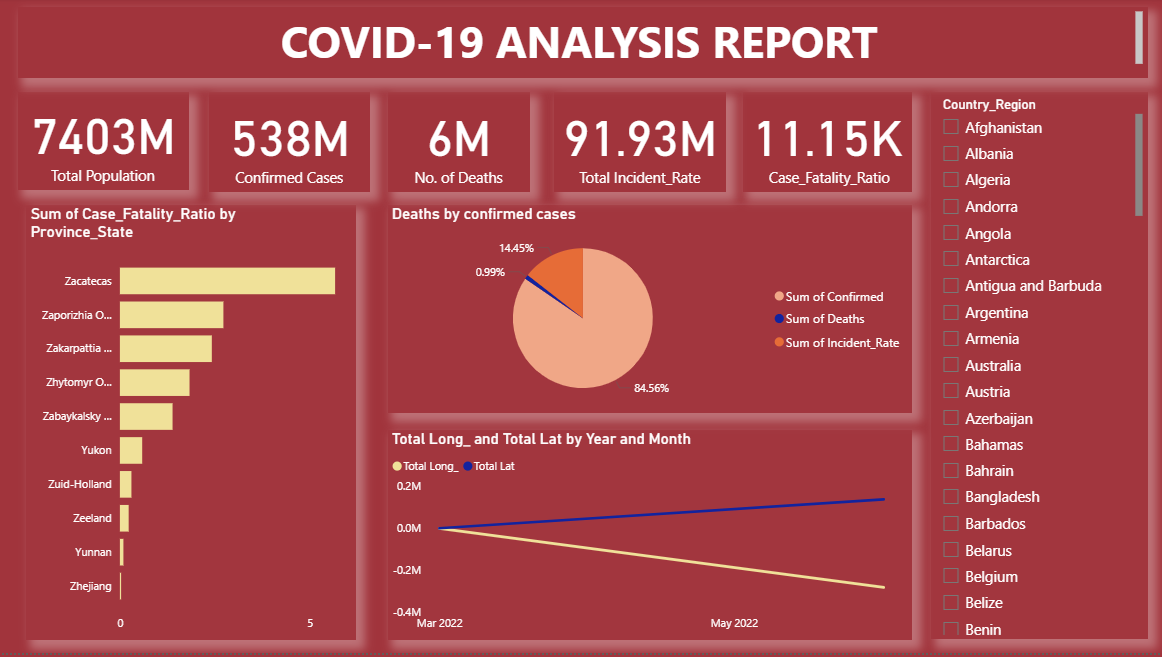 COVID-19 ANALYSIS REPORT
7403M
Total Population
538M
Confirmed Cases
6M
No. of Deaths
91.93M
Total Incident_Rate
11.15K
Case_Fatality_Ratio
Sum of Case_Fatality_Ratio by
Province_State
Zacatecas
Zaporizhia O...
Zakarpattia ...
Zhytomyr O...
Zabaykalsky ...
Yukon
Zuid-Holland
Zeeland
Yunnan
Zhejiang
0 5
Deaths by confirmed cases
14.45%
0.99%
84.56%
Sum of Confirmed
Sum of Deaths
Sum of Incident_Rate
Total Long_ and Total Lat by Year and Month
Total Long_ Total Lat
0.2M
0.0M
-0.2M
-0.4M
Mar 2022 May 2022
Country_Region
Afghanistan
Albania
Algeria
Andorra
Angola
Antarctica
Antigua and Barbuda
Argentina
Armenia
Australia
Austria
Azerbaijan
Bahamas
Bahrain
Bangladesh
Barbados
Belarus
Belgium
Belize
Benin